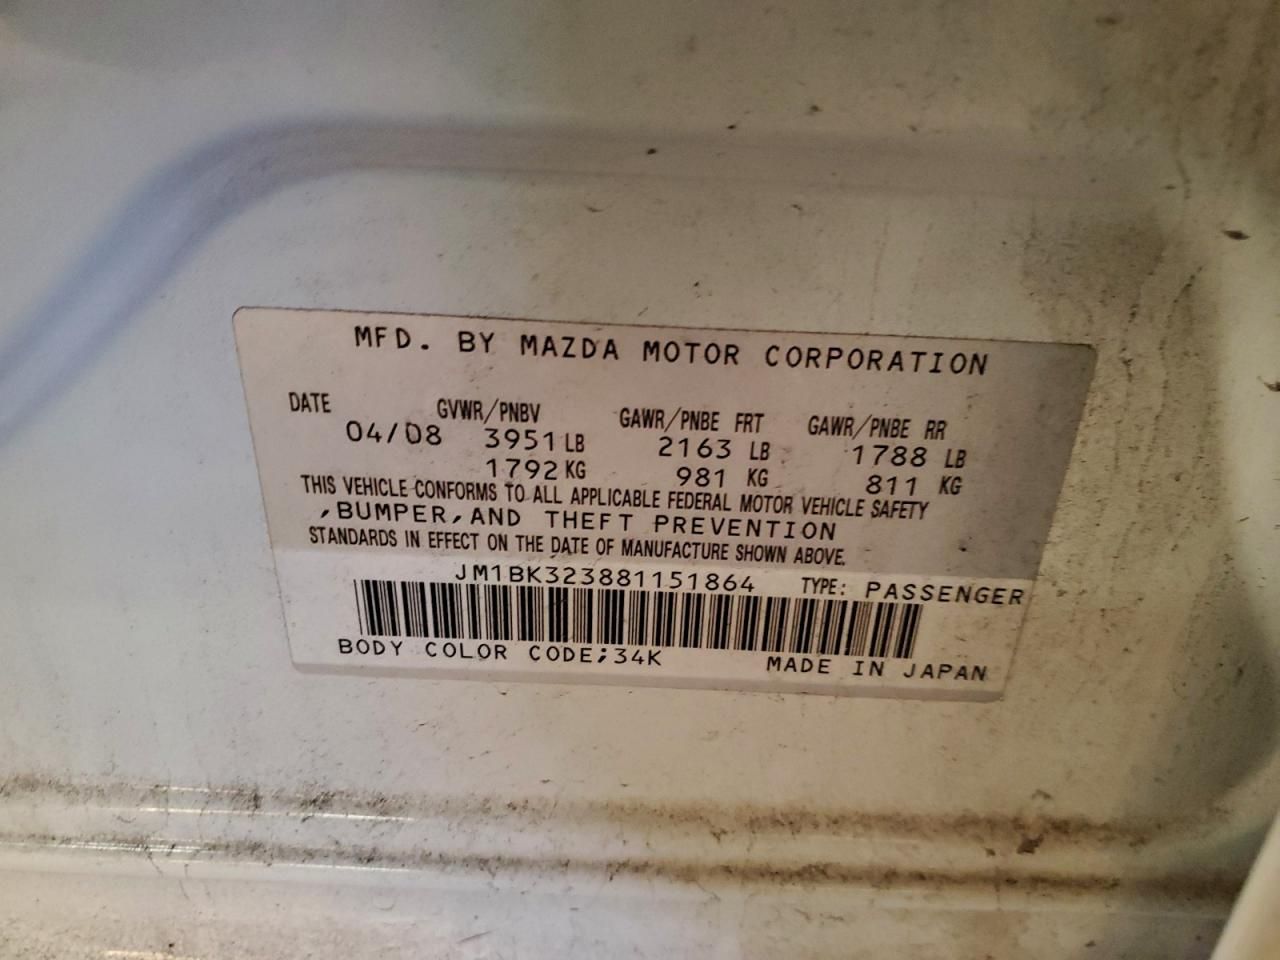 MFD. BY MAZDA MOTOR CORPORATION
DATE GVWR/PNBV GAWR/PNBE FRT GAWR/PNBE RR
04/08 3951 LB 2163 LB 1788 LB
1792 KG 981 KG 811 KG
THIS VEHICLE CONFORMS TO ALL APPLICABLE FEDERAL MOTOR VEHICLE SAFETY
,BUMPER,AND THEFT PREVENTION
STANDARDS IN EFFECT ON THE DATE OF MANUFACTURE SHOWN ABOVE.
JM1BK323881151864 TYPE: PASSENGER
BODY COLOR CODE;34K MADE IN JAPAN